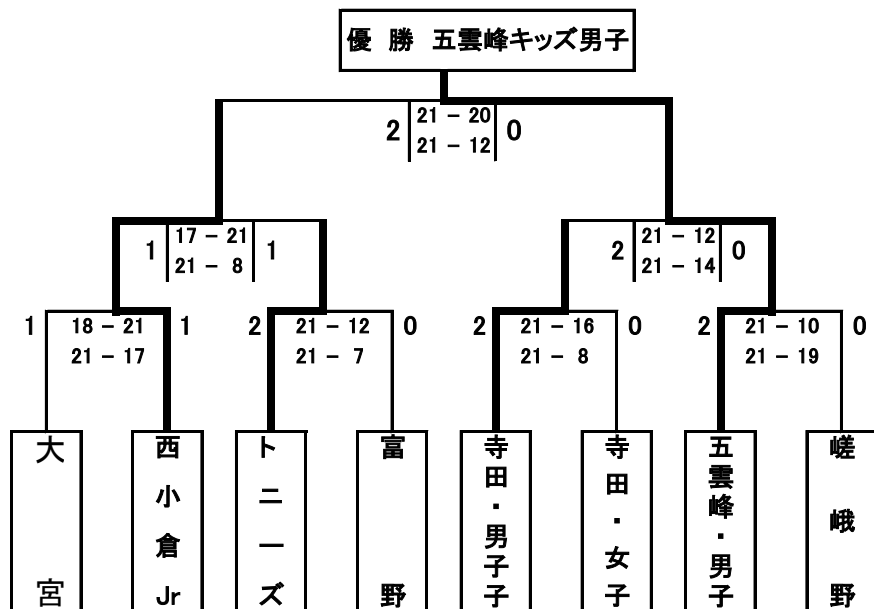 優 勝 五雲峰キッズ男子
2 21 - 20 0
21 - 12
1 17 - 21 1
21 - 8
2 21 - 12 0
21 - 14
1 18 - 21 1
21 - 17
2 21 - 12 0
21 - 7
2 21 - 16 0
21 - 8
2 21 - 10 0
21 - 19
大宮
西小倉Jr
トニーズ
富野
寺田・男子子
寺田・女子
五雲峰・男子
嵯峨野